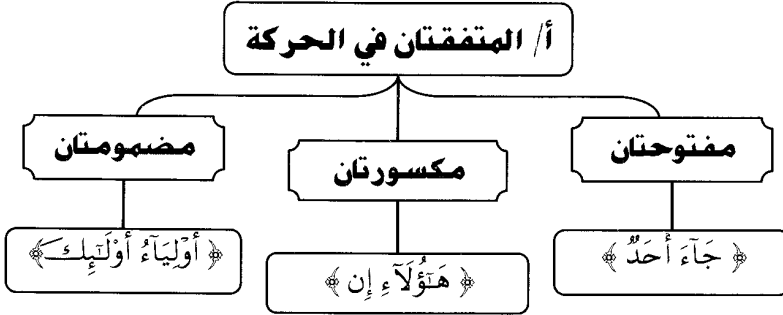 أ/ المتفقتان في الحركة
مفتوحتان
مكسورتان
مضمومتان
﴿ جَآءَ أَحَدٌ ﴾
﴿ هَٰٓؤُلَآءِ إِن ﴾
﴿ أَوْلِيَآءُ أُوْلَٰٓئِكَ ﴾